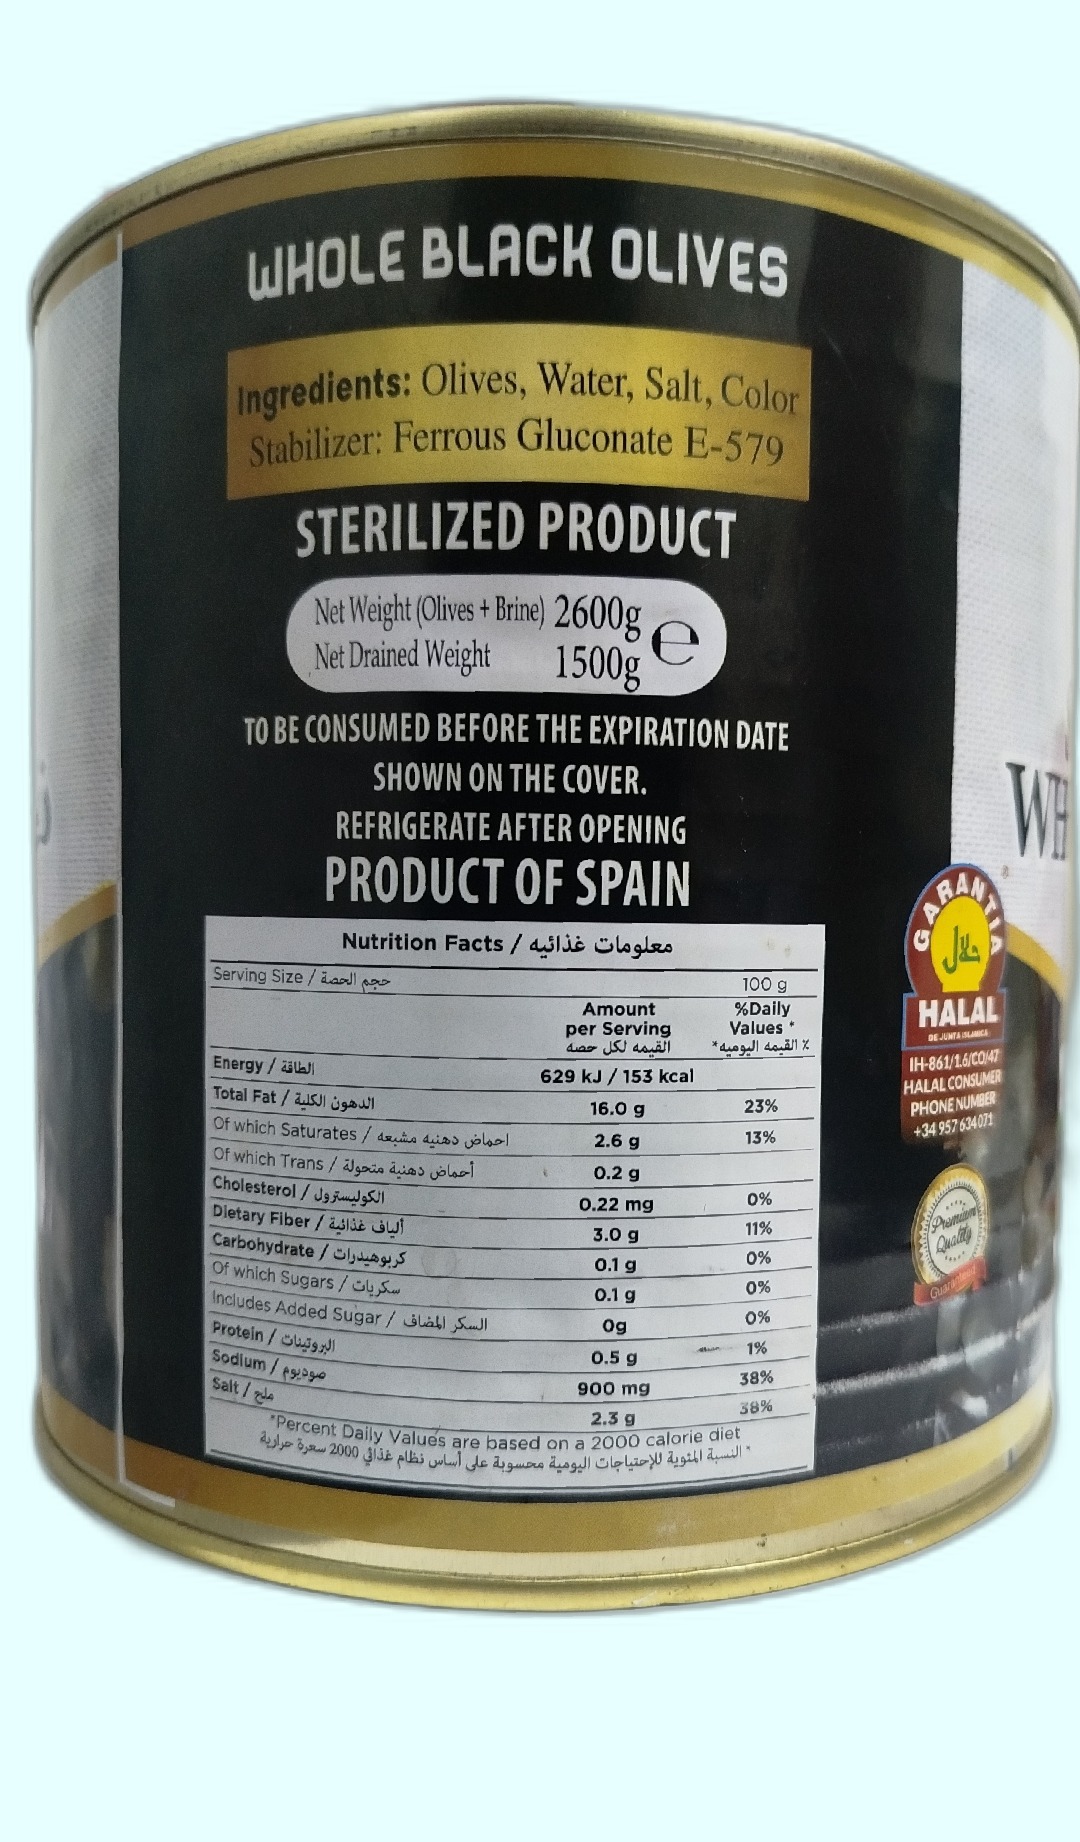 WHOLE BLACK OLIVES
Ingredients: Olives, Water, Salt, Color
Stabilizer: Ferrous Gluconate E-579
STERILIZED PRODUCT
Net Weight (Olives + Brine) 2600g e
Net Drained Weight 1500g
TO BE CONSUMED BEFORE THE EXPIRATION DATE
SHOWN ON THE COVER.
REFRIGERATE AFTER OPENING
PRODUCT OF SPAIN
Nutrition Facts / معلومات غذائيه
Serving Size / حجم الحصة 100 g
Amount per Serving القيمه لكل حصه
%Daily Values * ٪ القيمه اليوميه*
Energy / الطاقة 629 kJ / 153 kcal
Total Fat / الدهون الكلية 16.0 g 23%
Of which Saturates / احماض دهنيه مشبعه 2.6 g 13%
Of which Trans / أحماض دهنية متحولة 0.2 g
Cholesterol / الكوليسترول 0.22 mg 0%
Dietary Fiber / ألياف غذائية 3.0 g 11%
Carbohydrate / كربوهيدرات 0.1 g 0%
Of which Sugars / سكريات 0.1 g 0%
Includes Added Sugar / السكر المضاف 0g 0%
Protein / البروتينات 0.5 g 1%
Sodium / صوديوم 900 mg 38%
Salt / ملح 2.3 g 38%
*Percent Daily Values are based on a 2000 calorie diet
* النسبة المئوية للإحتياجات اليومية محسوبة على أساس نظام غذائي 2000 سعرة حرارية
WH
GARANTIA
حلال
HALAL
DE JUNTA ISLAMICA
IH-861/1.6/CO/47
HALAL CONSUMER
PHONE NUMBER
+34 957 634 071
Premium
Quality
Guaranteed